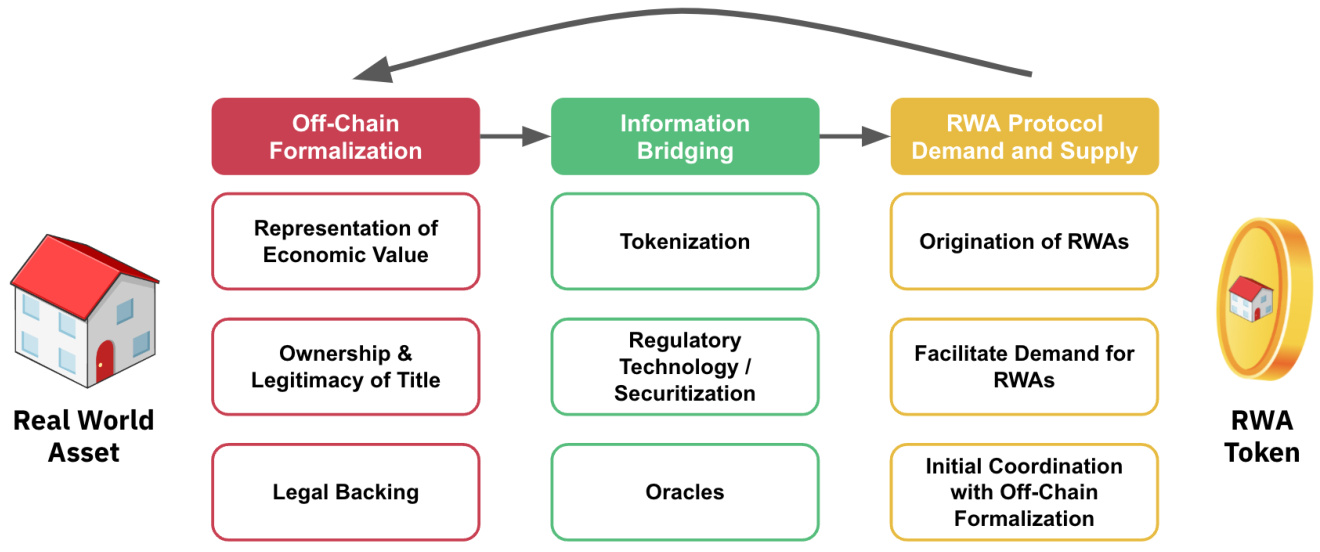 Off-Chain
Formalization
Information
Bridging
RWA Protocol
Demand and Supply
Representation of
Economic Value
Tokenization
Origination of RWAs
Ownership &
Legitimacy of Title
Regulatory
Technology /
Securitization
Facilitate Demand for
RWAs
Legal Backing
Oracles
Initial Coordination
with Off-Chain
Formalization
Real World
Asset
RWA
Token